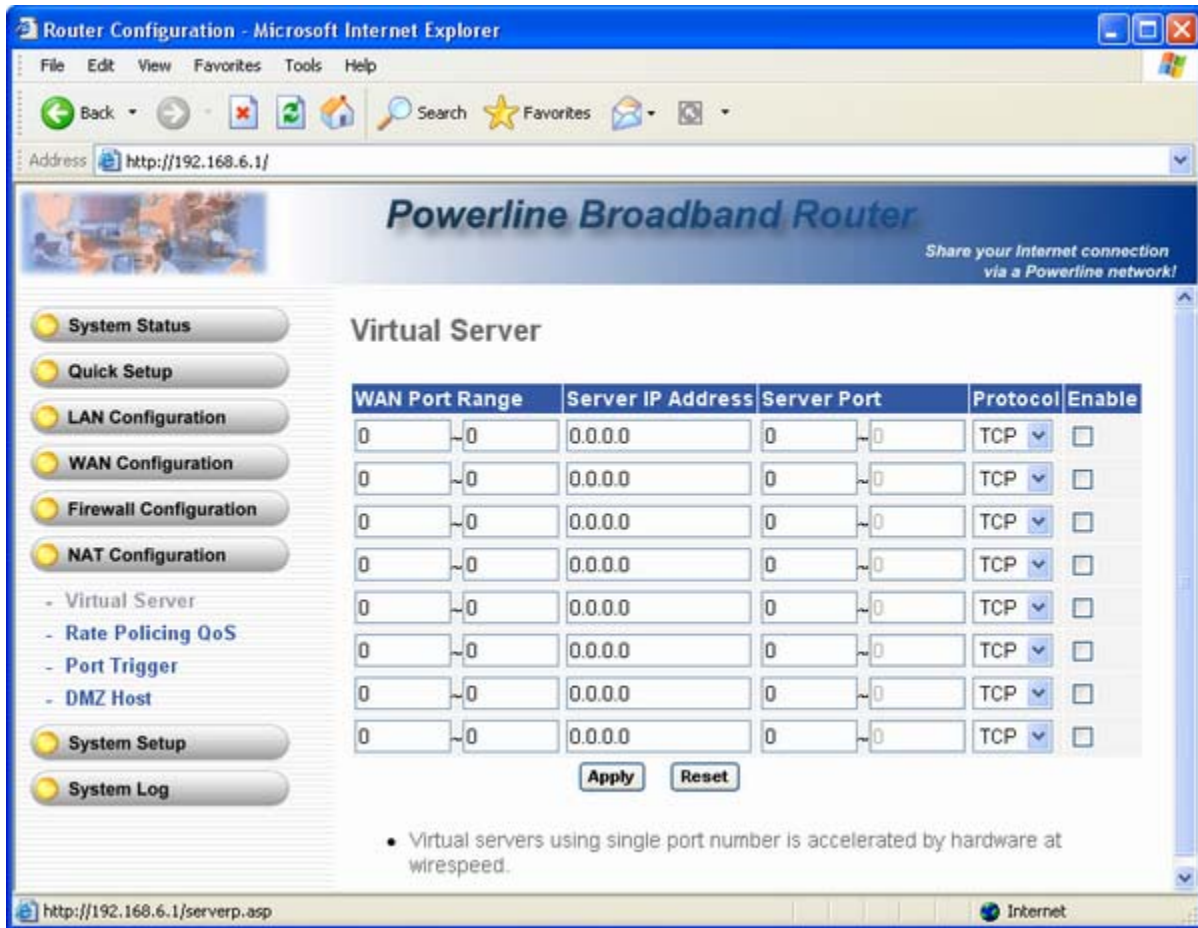 Router Configuration - Microsoft Internet Explorer
File Edit View Favorites Tools Help
Back Search Favorites
Address http://192.168.6.1/
Powerline Broadband Router
Share your Internet connection
via a Powerline network!
System Status
Quick Setup
LAN Configuration
WAN Configuration
Firewall Configuration
NAT Configuration
- Virtual Server
- Rate Policing QoS
- Port Trigger
- DMZ Host
System Setup
System Log
Virtual Server
WAN Port Range Server IP Address Server Port Protocol Enable
0 ~ 0 0.0.0.0 0 ~ 0 TCP
0 ~ 0 0.0.0.0 0 ~ 0 TCP
0 ~ 0 0.0.0.0 0 ~ 0 TCP
0 ~ 0 0.0.0.0 0 ~ 0 TCP
0 ~ 0 0.0.0.0 0 ~ 0 TCP
0 ~ 0 0.0.0.0 0 ~ 0 TCP
0 ~ 0 0.0.0.0 0 ~ 0 TCP
0 ~ 0 0.0.0.0 0 ~ 0 TCP
Apply Reset
• Virtual servers using single port number is accelerated by hardware at
wirespeed.
http://192.168.6.1/serverp.asp Internet